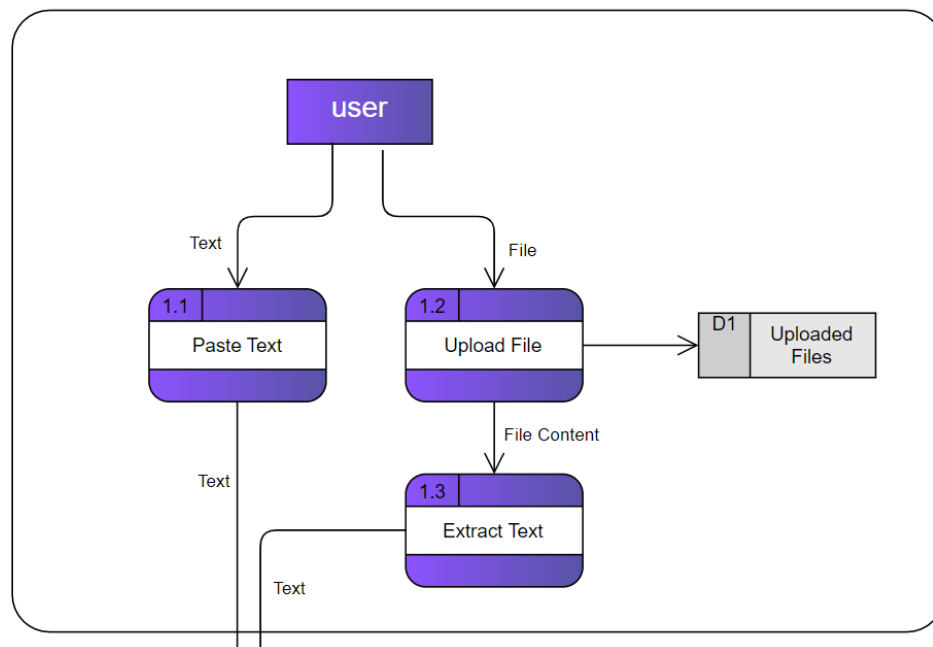 user
Text
File
1.1
Paste Text
1.2
Upload File
D1
Uploaded
Files
File Content
Text
1.3
Extract Text
Text